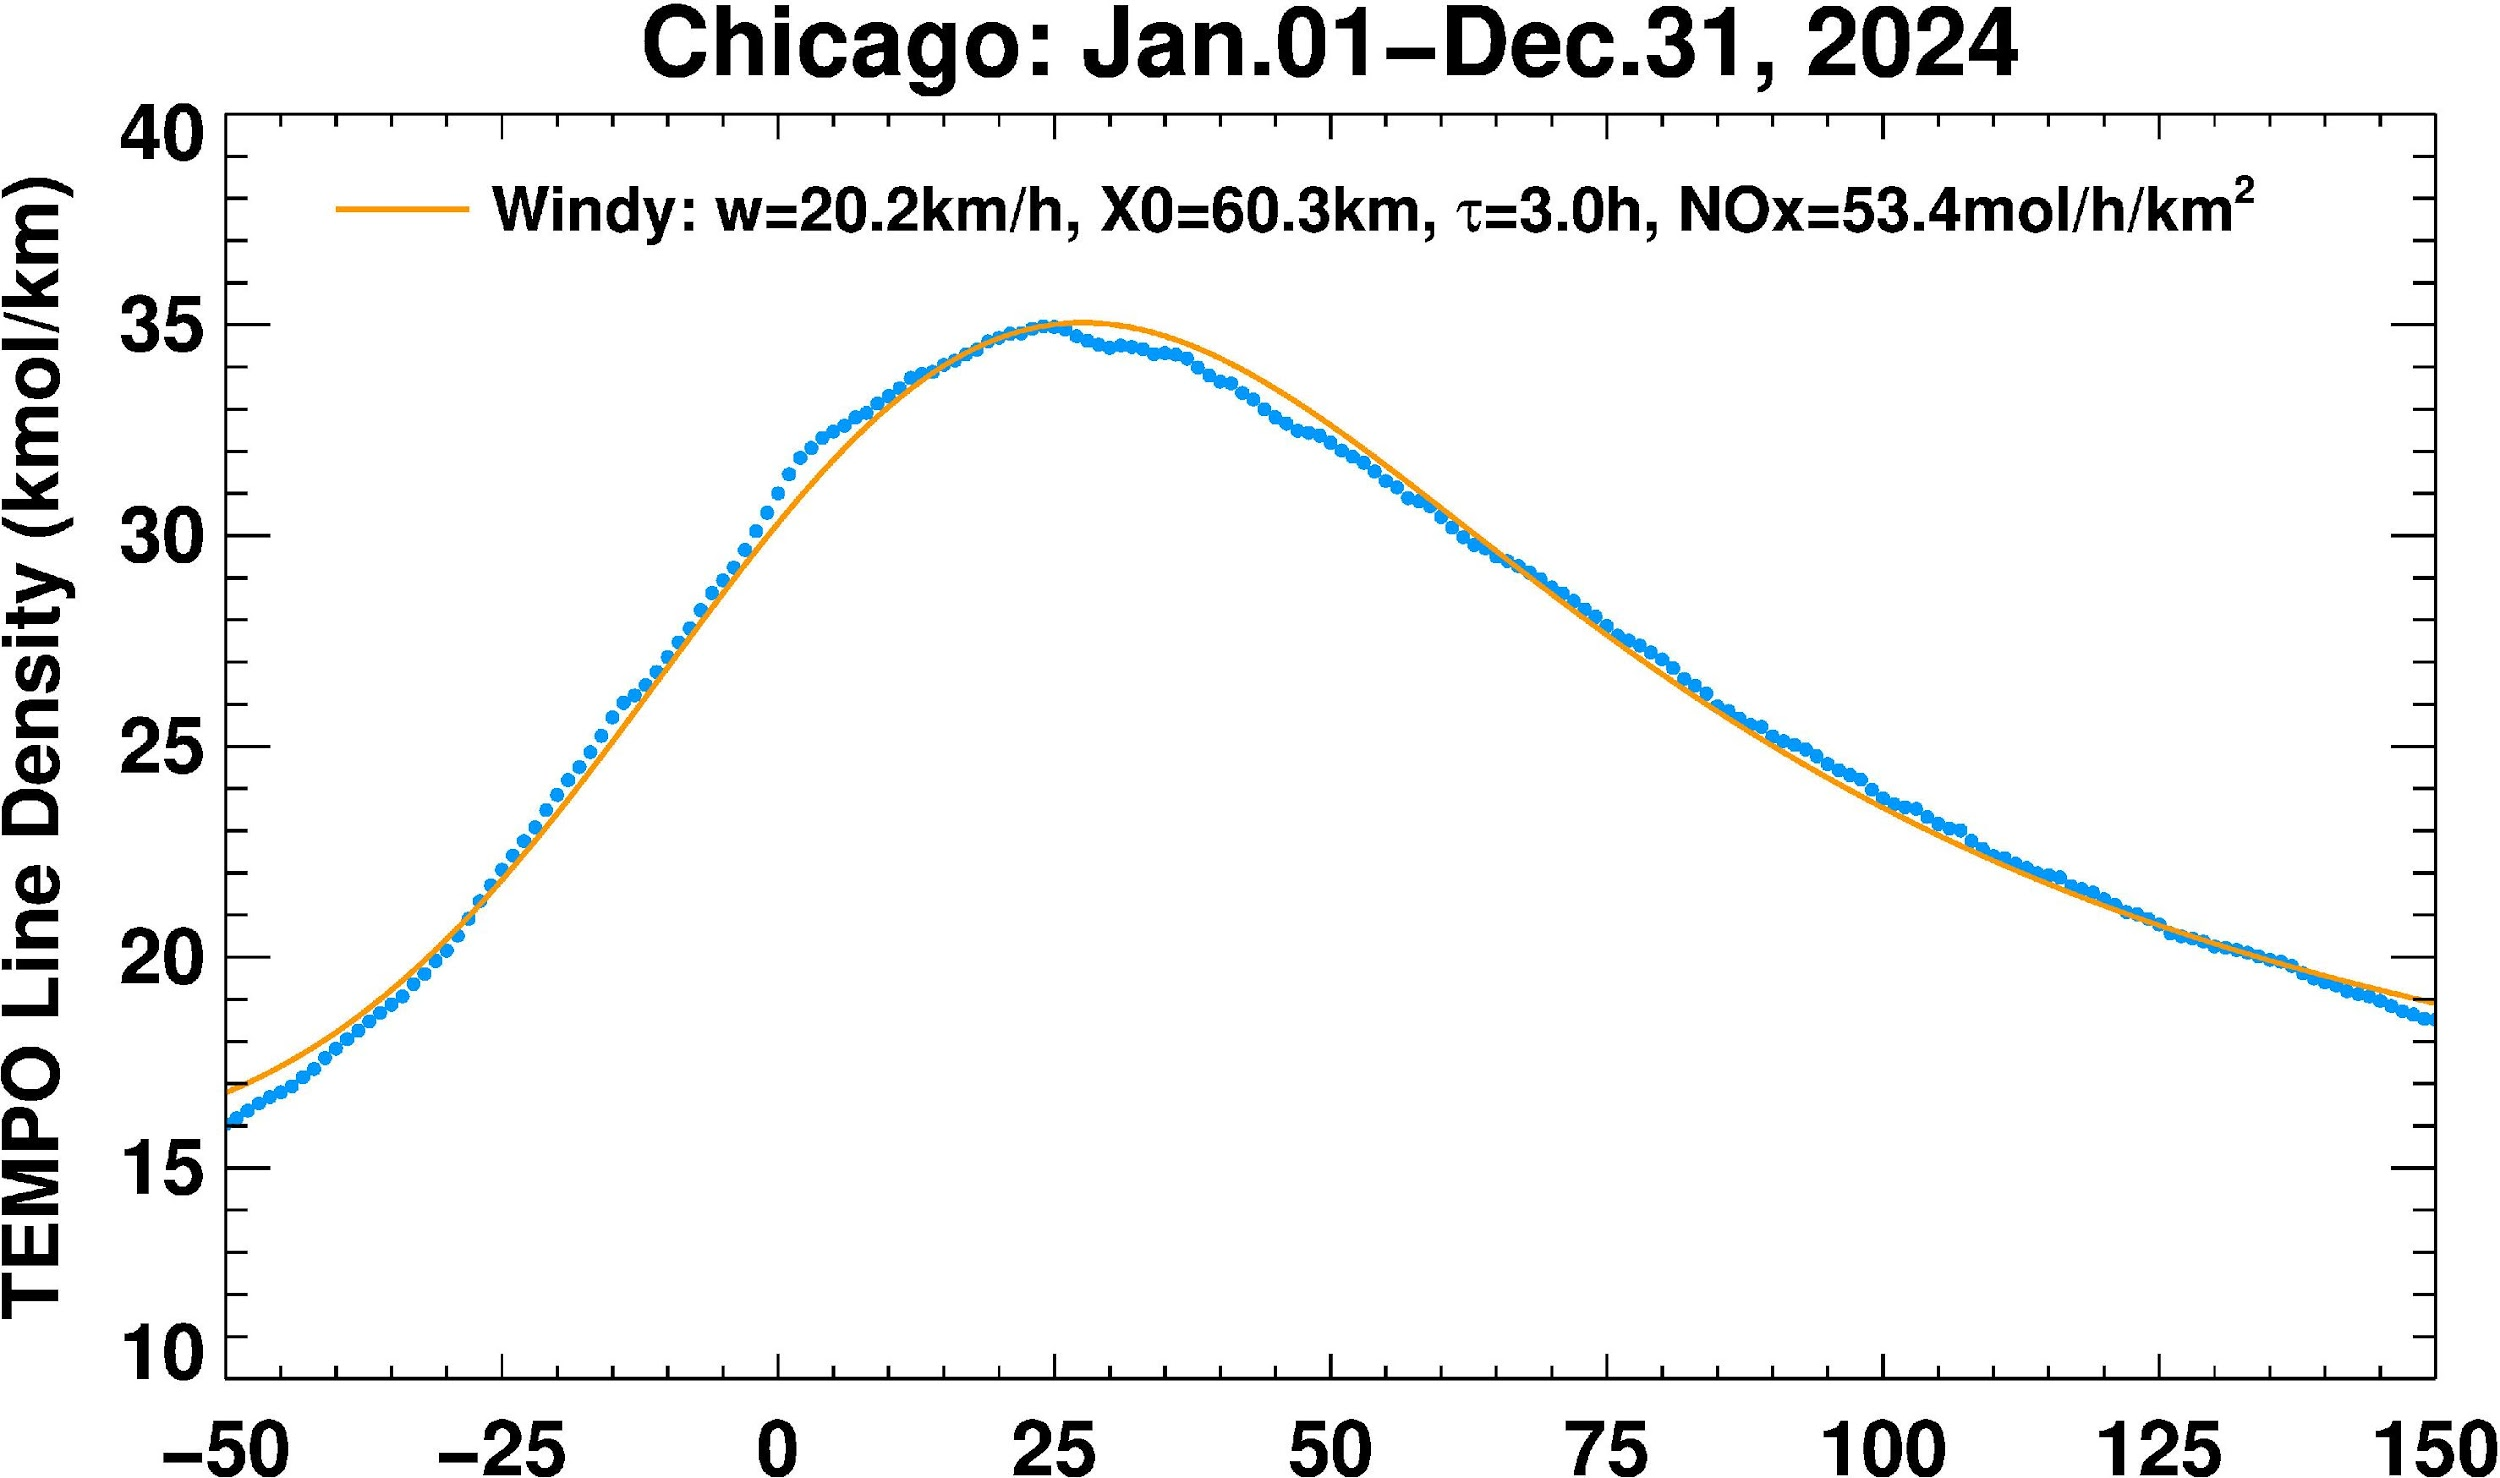 Chicago: Jan.01–Dec.31, 2024
Windy: w=20.2km/h, X0=60.3km, τ=3.0h, NOx=53.4mol/h/km²
TEMPO Line Density (kmol/km)
40
35
30
25
20
15
10
–50 –25 0 25 50 75 100 125 150